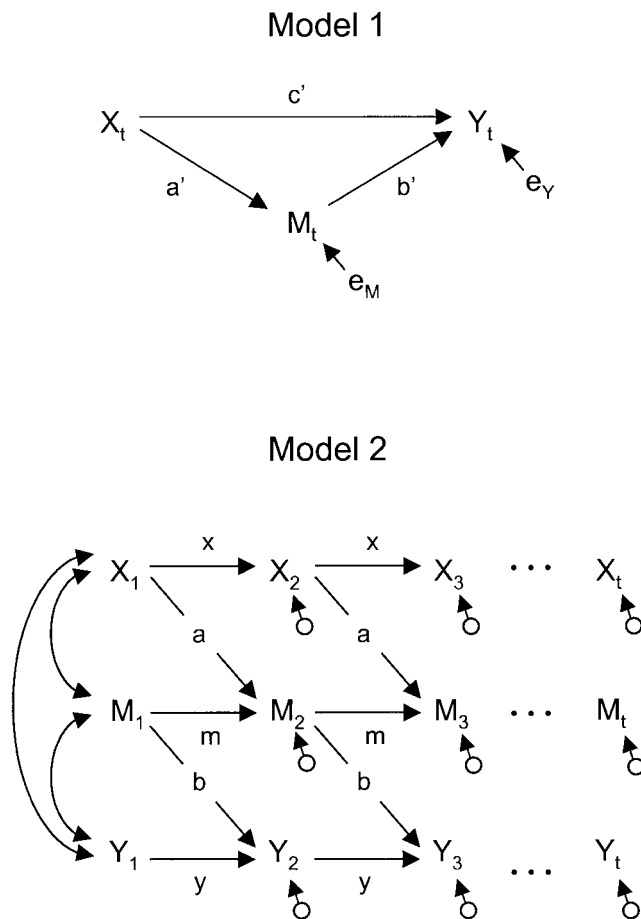 Model 1
c’
X_t Y_t
a’ b’ e_Y
M_t
e_M
Model 2
x x
X_1 X_2 X_3 ··· X_t
a a
M_1 M_2 M_3 ··· M_t
m m
b b
Y_1 Y_2 Y_3 ··· Y_t
y y